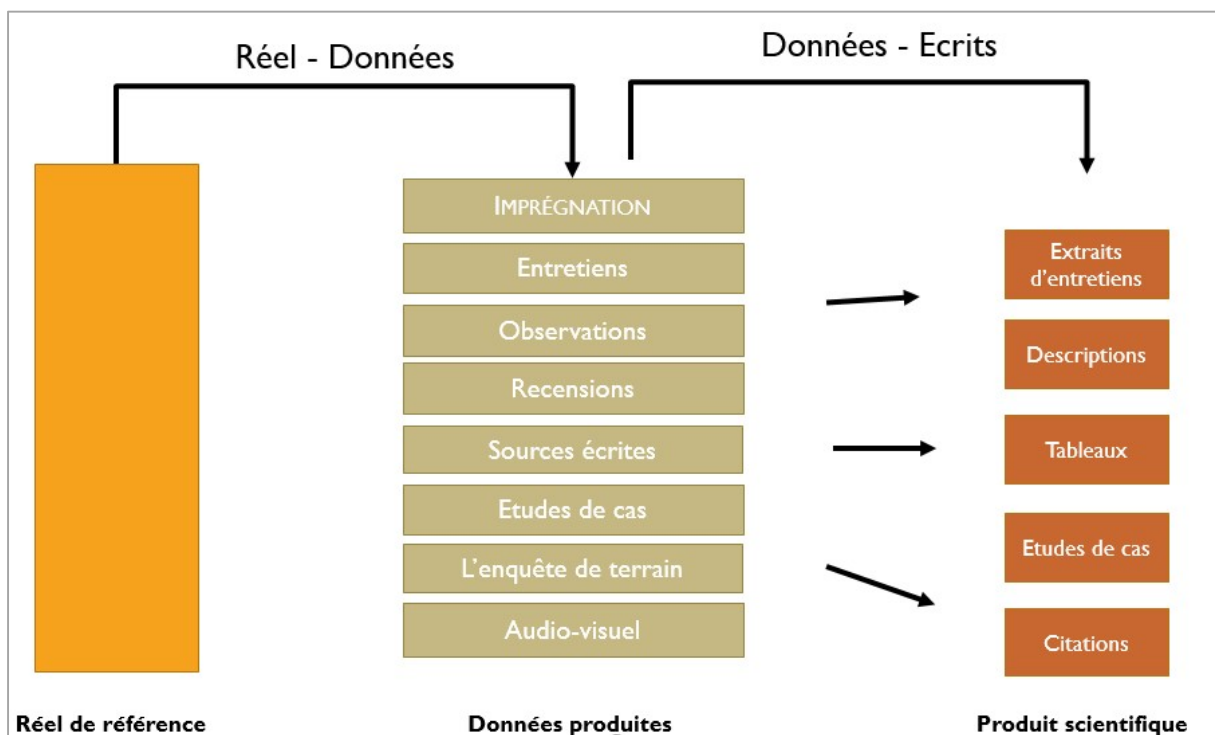 Réel - Données
Données - Ecrits
IMPRÉGNATION
Entretiens
Observations
Recensions
Sources écrites
Etudes de cas
L'enquête de terrain
Audio-visuel
Extraits
d'entretiens
Descriptions
Tableaux
Etudes de cas
Citations
Réel de référence
Données produites
Produit scientifique